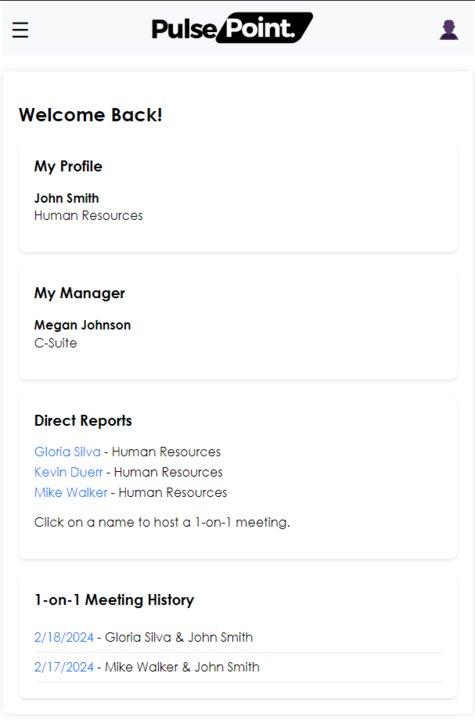 PulsePoint.
Welcome Back!
My Profile
John Smith
Human Resources
My Manager
Megan Johnson
C-Suite
Direct Reports
Gloria Silva - Human Resources
Kevin Duerr - Human Resources
Mike Walker - Human Resources
Click on a name to host a 1-on-1 meeting.
1-on-1 Meeting History
2/18/2024 - Gloria Silva & John Smith
2/17/2024 - Mike Walker & John Smith